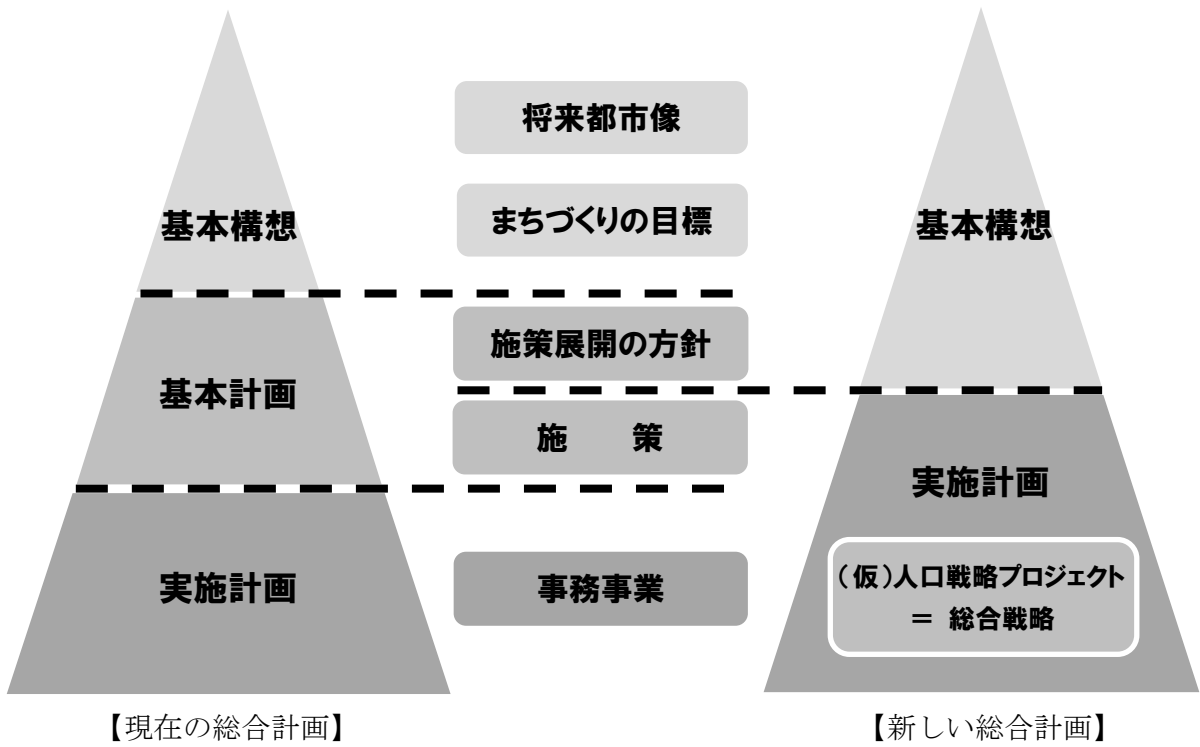 将来都市像
まちづくりの目標
基本構想
基本構想
施策展開の方針
基本計画
施　　策
実施計画
実施計画
事務事業
（仮）人口戦略プロジェクト
＝ 総合戦略
【現在の総合計画】
【新しい総合計画】